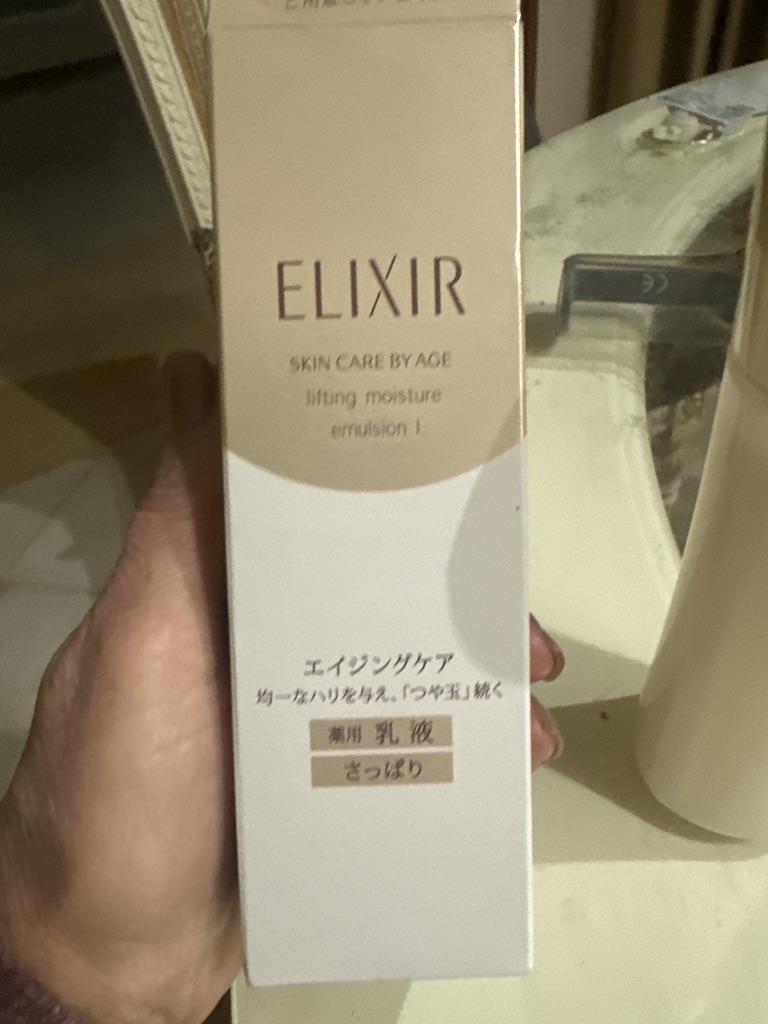 ELIXIR
SKIN CARE BY AGE
lifting moisture
emulsion I
エイジングケア
均一なハリを与え、「つや玉」続く
薬用 乳液
さっぱり
CE